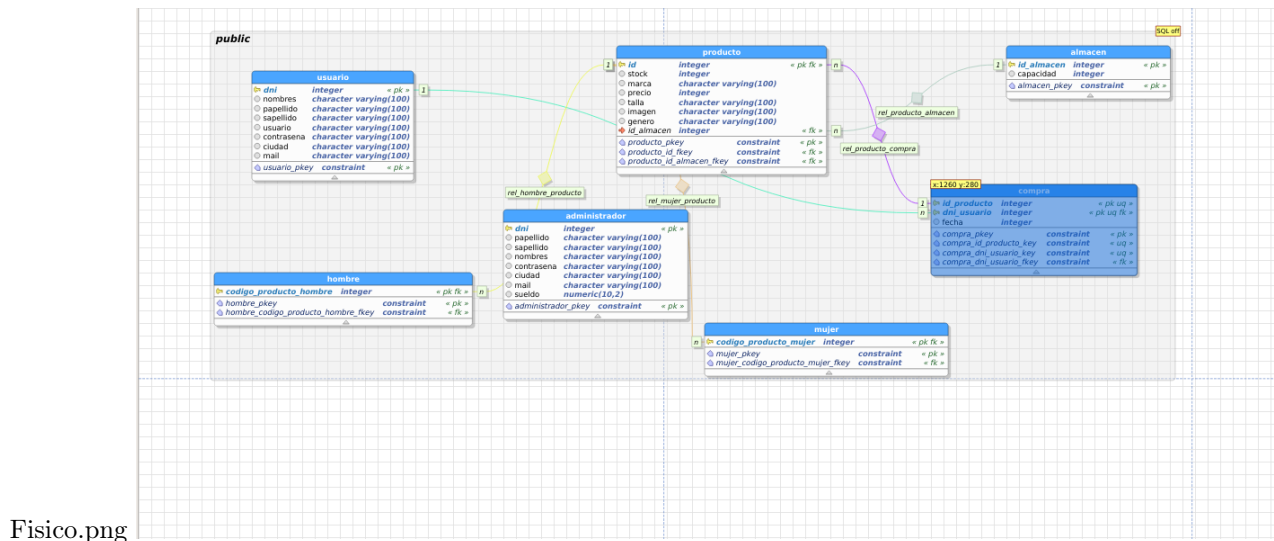 public
SQL off
usuario
dni integer « pk »
nombres character varying(100)
papellido character varying(100)
sapellido character varying(100)
usuario character varying(100)
contrasena character varying(100)
ciudad character varying(100)
mail character varying(100)
usuario_pkey constraint « pk »
1
producto
1
id integer « pk fk »
n
stock integer
marca character varying(100)
precio integer
talla character varying(100)
imagen character varying(100)
genero character varying(100)
id_almacen integer « fk »
n
producto_pkey constraint « pk »
producto_id_fkey constraint « fk »
producto_id_almacen_fkey constraint « fk »
almacen
1
id_almacen integer « pk »
capacidad integer
almacen_pkey constraint « pk »
rel_producto_almacen
rel_producto_compra
rel_hombre_producto
rel_mujer_producto
x:1260 y:280
compra
1
id_producto integer « pk uq »
n
dni_usuario integer « pk uq fk »
fecha integer
compra_pkey constraint « pk »
compra_id_producto_key constraint « uq »
compra_dni_usuario_key constraint « uq »
compra_dni_usuario_fkey constraint « fk »
administrador
dni integer « pk »
papellido character varying(100)
sapellido character varying(100)
nombres character varying(100)
contrasena character varying(100)
ciudad character varying(100)
mail character varying(100)
sueldo numeric(10,2)
administrador_pkey constraint « pk »
hombre
codigo_producto_hombre integer « pk fk »
n
hombre_pkey constraint « pk »
hombre_codigo_producto_hombre_fkey constraint « fk »
mujer
n
codigo_producto_mujer integer « pk fk »
mujer_pkey constraint « pk »
mujer_codigo_producto_mujer_fkey constraint « fk »
Fisico.png